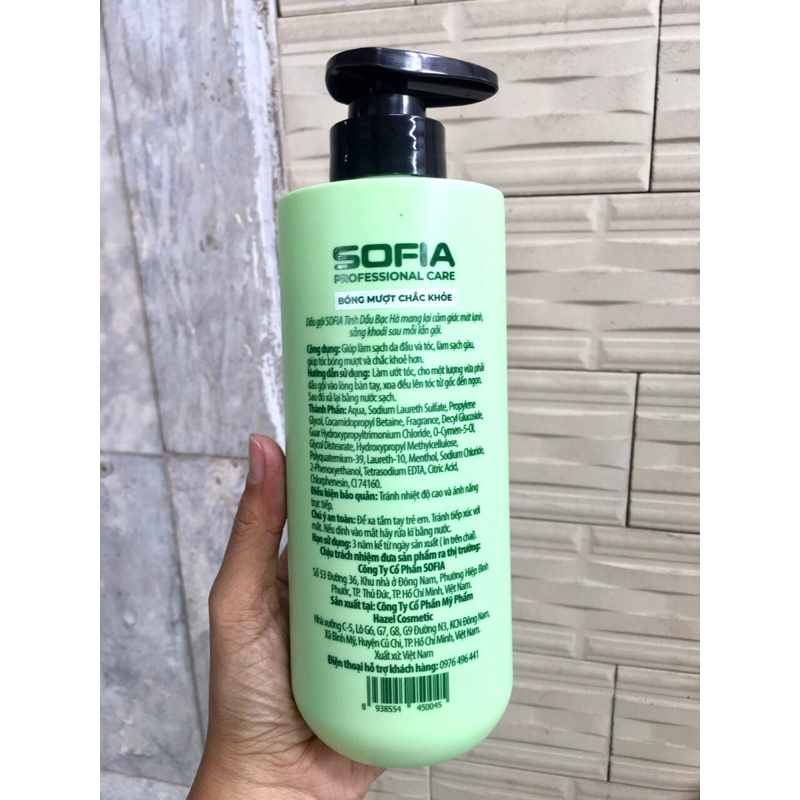 SOFIA
PROFESSIONAL CARE
BÓNG MƯỢT CHẮC KHỎE
Dầu gội SOFIA Tinh Dầu Bạc Hà mang lại cảm giác mát lạnh,
sảng khoái sau mỗi lần gội.
Công dụng: Giúp làm sạch da đầu và tóc, làm sạch gàu,
giúp tóc bóng mượt và chắc khoẻ hơn.
Hướng dẫn sử dụng: Làm ướt tóc, cho một lượng vừa phải
dầu gội vào lòng bàn tay, xoa đều lên tóc từ gốc đến ngọn.
Sau đó xả lại bằng nước sạch.
Thành Phần: Aqua, Sodium Laureth Sulfate, Propylene
Glycol, Cocamidopropyl Betaine, Fragnance, Decyl Glucoside,
Guar Hydroxypropyltrimonium Chloride, O-Cymen-5-Ol,
Glycol Distearate, Hydroxypropyl Methylcellulose,
Polyquaternium-39, Laureth-10, Menthol, Sodium Chloride,
2-Phenoxyethanol, Tetrasodium EDTA, Citric Acid,
Chlorphenesin, CI 74160.
Điều kiện bảo quản: Tránh nhiệt độ cao và ánh nắng
trực tiếp.
Chú ý an toàn: Để xa tầm tay trẻ em. Tránh tiếp xúc với
mắt. Nếu dính vào mắt hãy rửa kĩ bằng nước.
Hạn sử dụng: 3 năm kể từ ngày sản xuất ( In trên chai).
Chịu trách nhiệm đưa sản phẩm ra thị trường:
Công Ty Cổ Phần SOFIA
Số 53 Đường 36, Khu nhà ở Đông Nam, Phường Hiệp Bình
Phước, TP. Thủ Đức, TP. Hồ Chí Minh, Việt Nam.
Sản xuất tại: Công Ty Cổ Phần Mỹ Phẩm
Hazel Cosmetic
Nhà xưởng C-5, Lô G6, G7, G8, G9 Đường N3, KCN Đông Nam,
Xã Bình Mỹ, Huyện Củ Chi, TP. Hồ Chí Minh, Việt Nam.
Xuất xứ: Việt Nam
Điện thoại hỗ trợ khách hàng: 0976 496 441
8 938554 450045